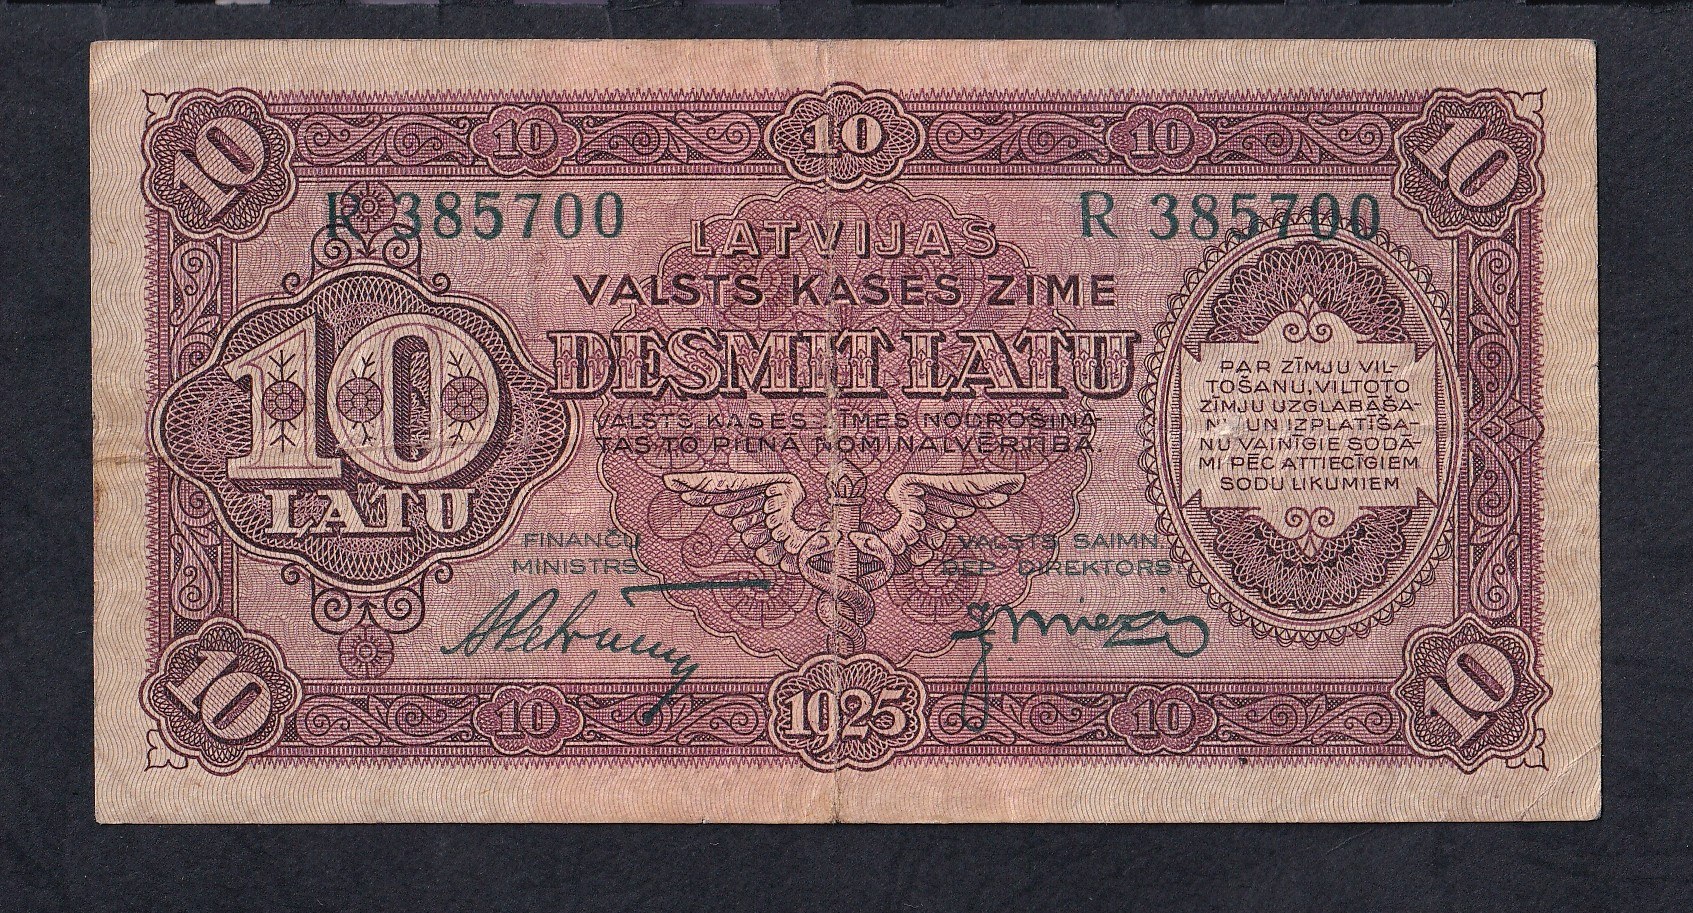 10 10 10 10 10
R 385700 R 385700
LATVIJAS
VALSTS KASES ZIME
DESMIT LATU
VALSTS KASES ZĪMES NODROŠINA-
TAS TO PILNĀ NOMINALVĒRTĪBĀ.
10
LATU
PAR ZĪMJU VIL-
TOŠANU, VILTOTO
ZĪMJU UZGLABĀŠA-
NU UN IZPLATĪŠA-
NU VAINĪGIE SODĀ-
MI PĒC ATTIECĪGIEM
SODU LIKUMIEM
FINANČU
MINISTRS
VALSTS SAIMN.
DEP. DIREKTORS
10 10 1925 10 10